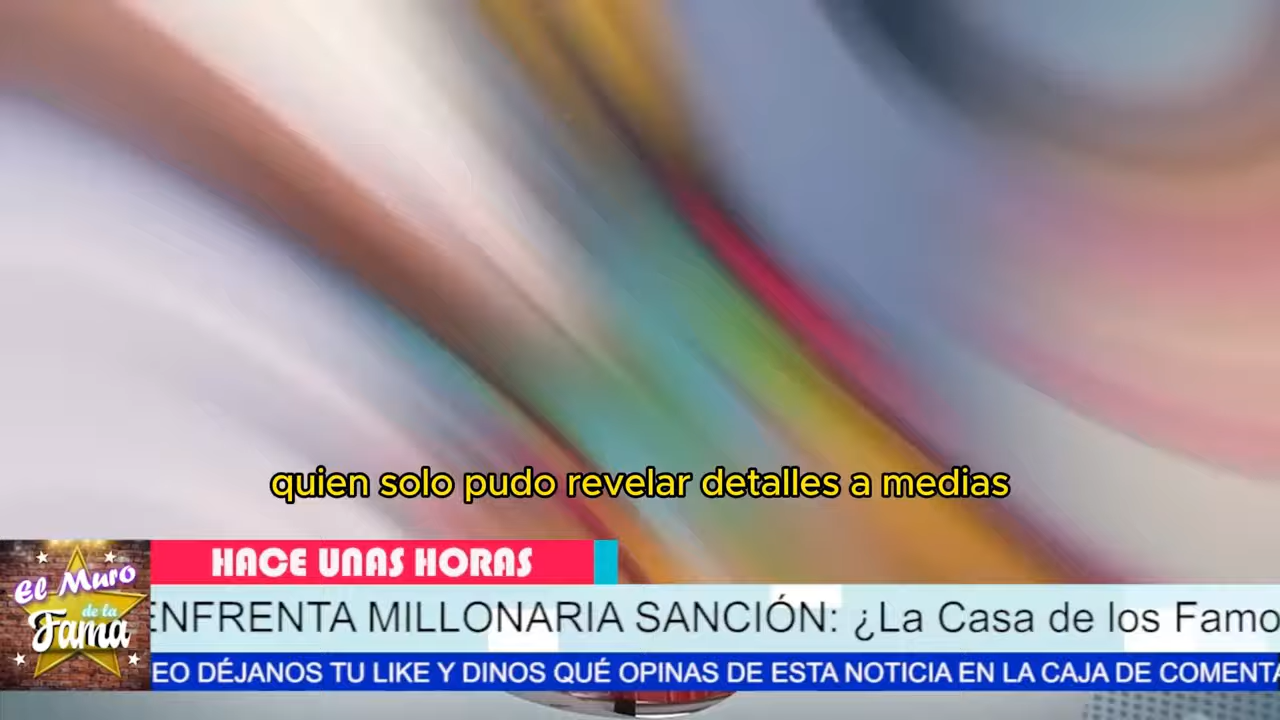 quien solo pudo revelar detalles a medias
HACE UNAS HORAS
El Muro
de la
Fama
ENFRENTA MILLONARIA SANCIÓN: ¿La Casa de los Famo
EO DÉJANOS TU LIKE Y DINOS QUÉ OPINAS DE ESTA NOTICIA EN LA CAJA DE COMENTA